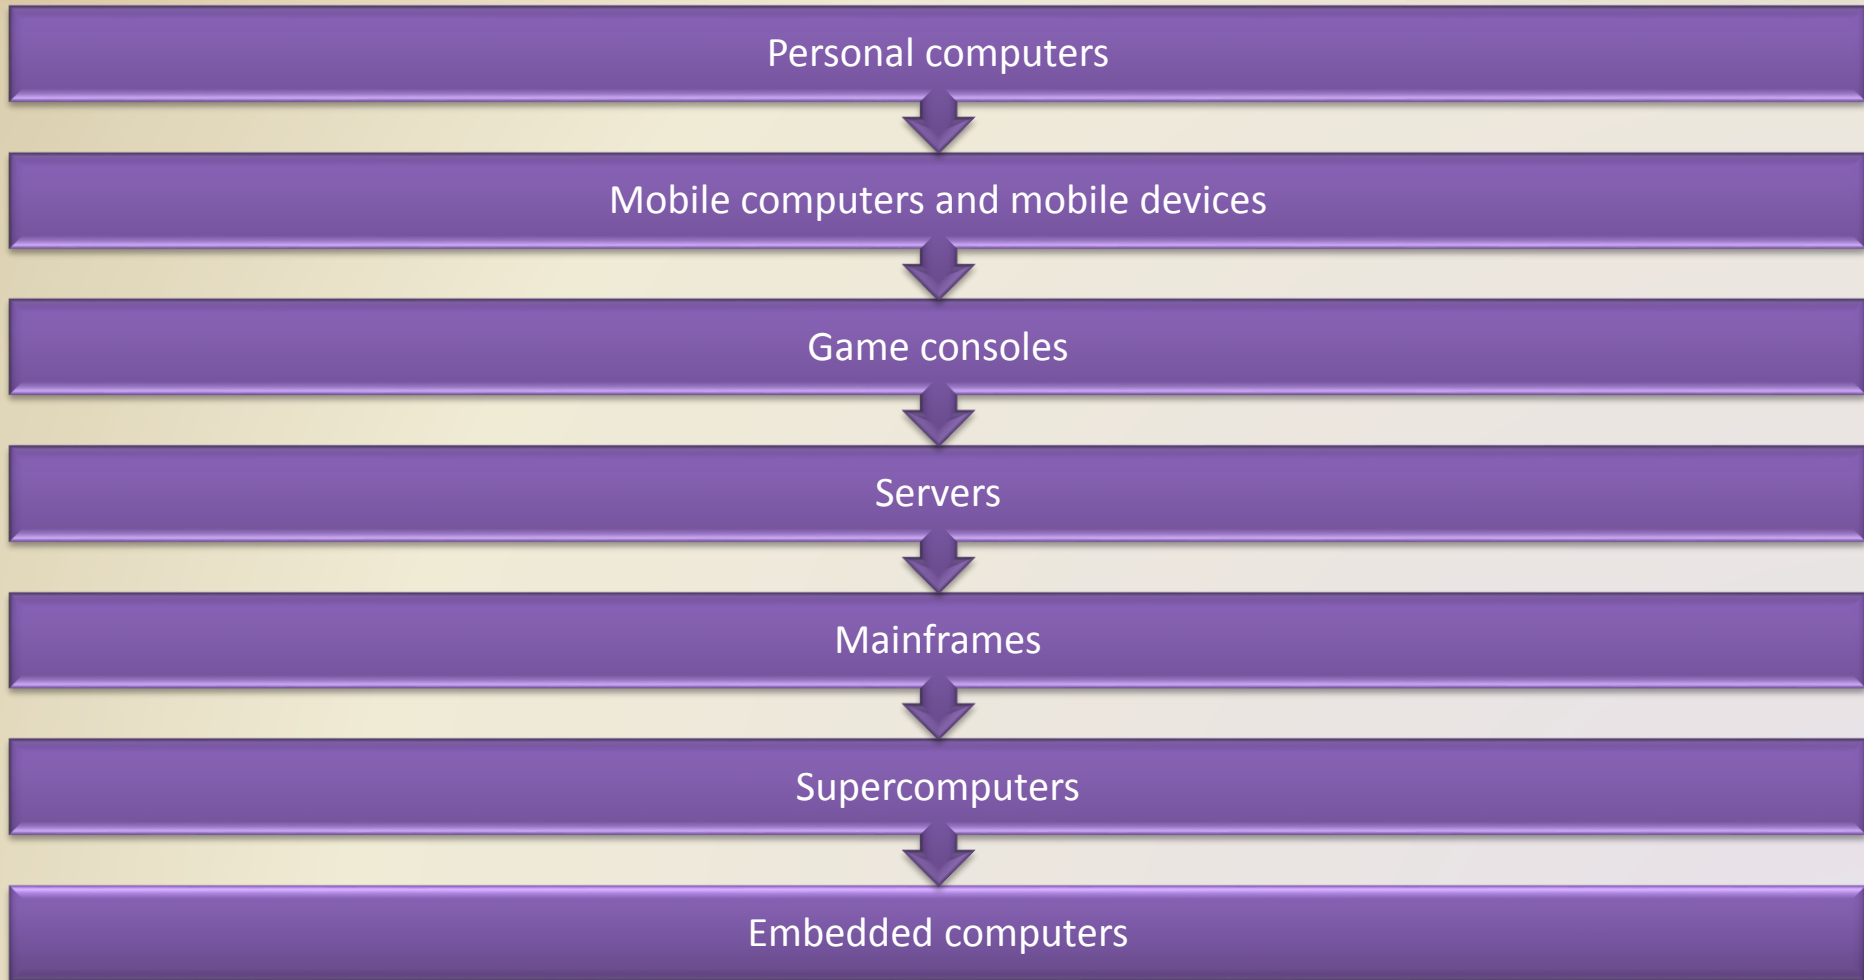 Personal computers
Mobile computers and mobile devices
Game consoles
Servers
Mainframes
Supercomputers
Embedded computers